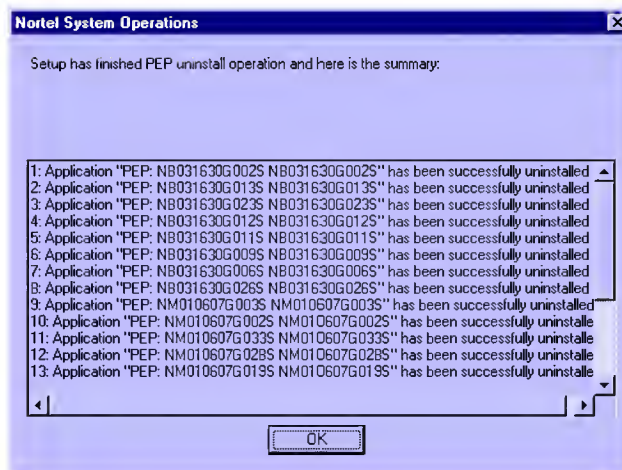 Nortel System Operations
Setup has finished PEP uninstall operation and here is the summary:
1: Application "PEP: NB031630G002S NB031630G002S" has been successfully uninstalled
2: Application "PEP: NB031630G013S NB031630G013S" has been successfully uninstalled
3: Application "PEP: NB031630G023S NB031630G023S" has been successfully uninstalled
4: Application "PEP: NB031630G012S NB031630G012S" has been successfully uninstalled
5: Application "PEP: NB031630G011S NB031630G011S" has been successfully uninstalled
6: Application "PEP: NB031630G009S NB031630G009S" has been successfully uninstalled
7: Application "PEP: NB031630G006S NB031630G006S" has been successfully uninstalled
8: Application "PEP: NB031630G026S NB031630G026S" has been successfully uninstalled
9: Application "PEP: NM010607G003S NM010607G003S" has been successfully uninstalled
10: Application "PEP: NM010607G002S NM010607G002S" has been successfully uninstalle
11: Application "PEP: NM010607G033S NM010607G033S" has been successfully uninstalle
12: Application "PEP: NM010607G028S NM010607G028S" has been successfully uninstalle
13: Application "PEP: NM010607G019S NM010607G019S" has been successfully uninstalle
OK